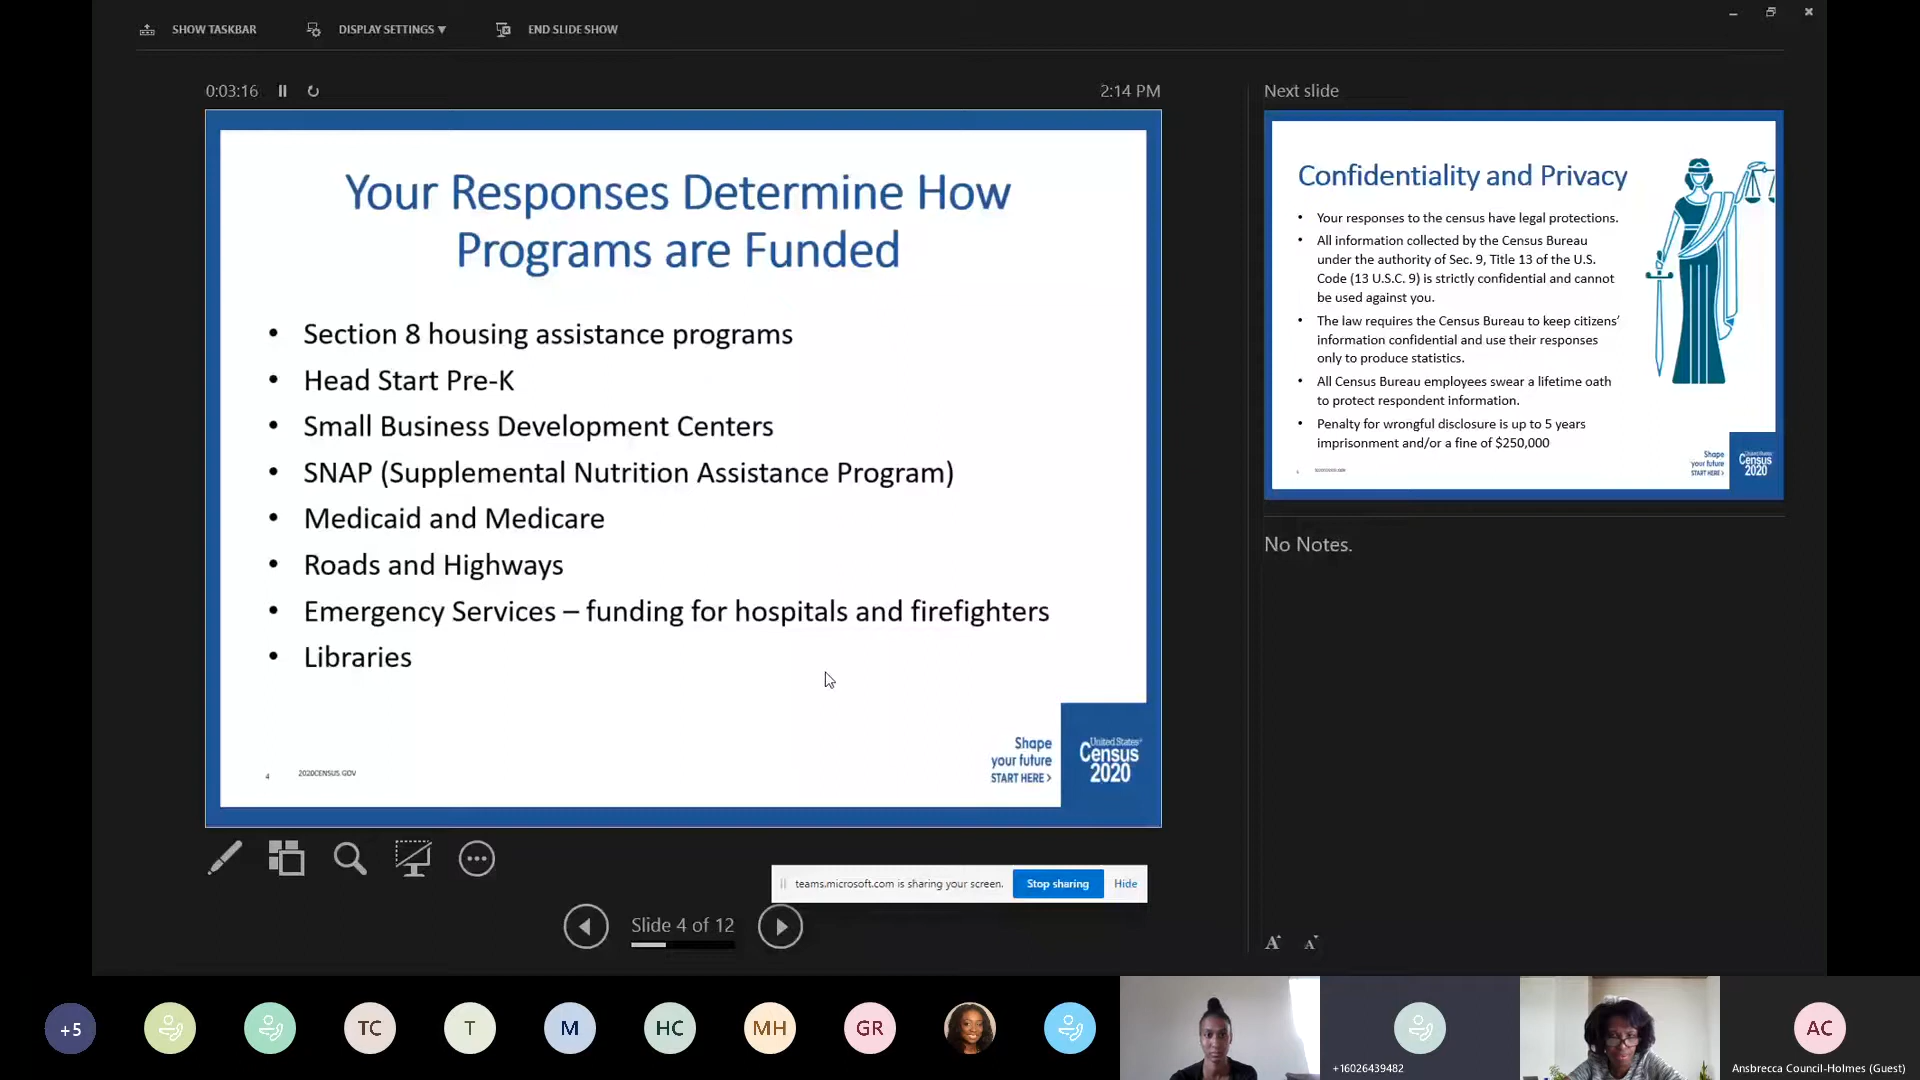 SHOW TASKBAR
DISPLAY SETTINGS ▼
END SLIDE SHOW
0:03:16
2:14 PM
Your Responses Determine How
Programs are Funded
• Section 8 housing assistance programs
• Head Start Pre-K
• Small Business Development Centers
• SNAP (Supplemental Nutrition Assistance Program)
• Medicaid and Medicare
• Roads and Highways
• Emergency Services – funding for hospitals and firefighters
• Libraries
4
2020CENSUS.GOV
Shape
your future
START HERE >
United States®
Census
2020
Next slide
Confidentiality and Privacy
• Your responses to the census have legal protections.
• All information collected by the Census Bureau
under the authority of Sec. 9, Title 13 of the U.S.
Code (13 U.S.C. 9) is strictly confidential and cannot
be used against you.
• The law requires the Census Bureau to keep citizens’
information confidential and use their responses
only to produce statistics.
• All Census Bureau employees swear a lifetime oath
to protect respondent information.
• Penalty for wrongful disclosure is up to 5 years
imprisonment and/or a fine of $250,000
Shape
your future
START HERE >
Census
2020
No Notes.
teams.microsoft.com is sharing your screen.
Stop sharing
Hide
Slide 4 of 12
A A
+5
TC
T
M
HC
MH
GR
+16026439482
AC
Ansbrecca Council-Holmes (Guest)